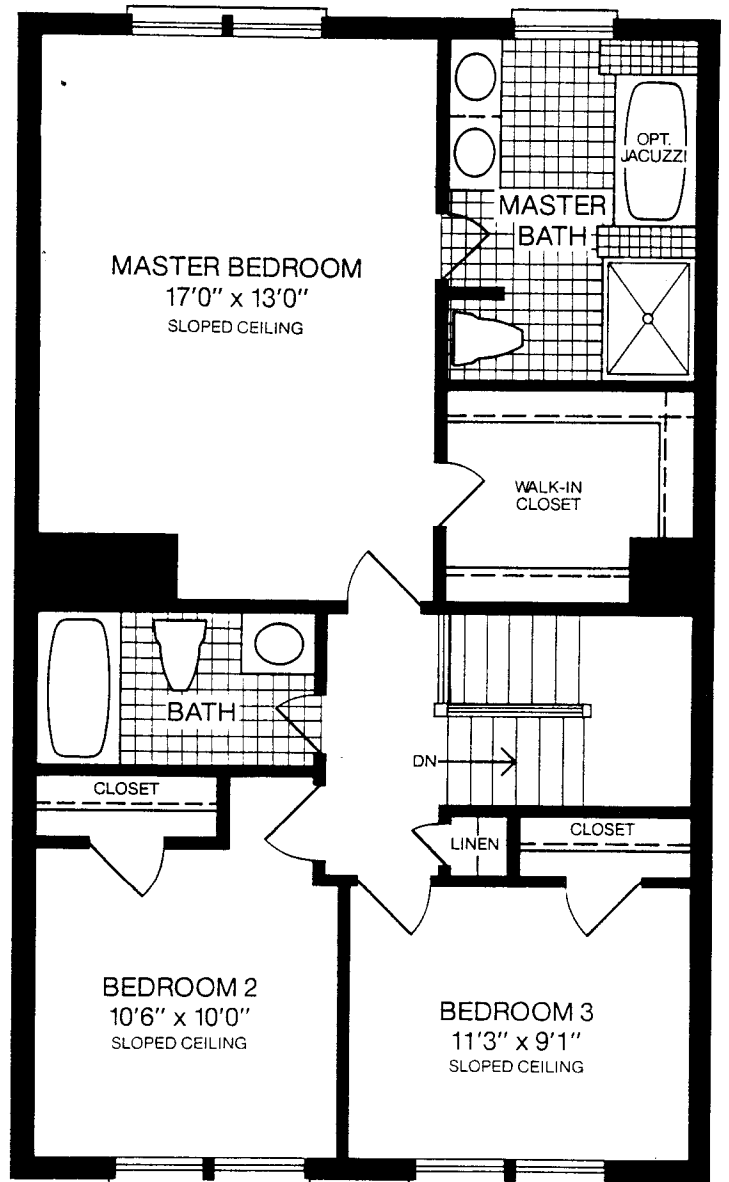 OPT.
JACUZZI
MASTER
BATH
MASTER BEDROOM
17'0" x 13'0"
SLOPED CEILING
WALK-IN
CLOSET
BATH
DN
CLOSET
LINEN
CLOSET
BEDROOM 2
10'6" x 10'0"
SLOPED CEILING
BEDROOM 3
11'3" x 9'1"
SLOPED CEILING